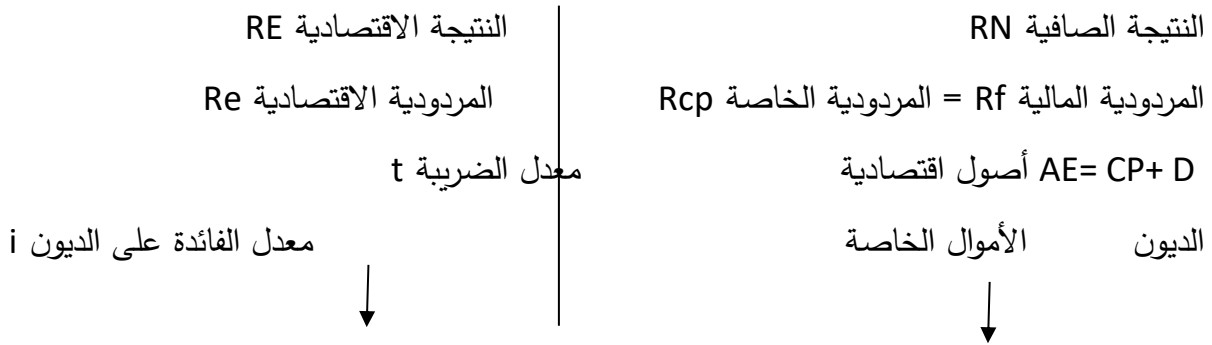 النتيجة الصافية RN
المردودية المالية Rf = المردودية الخاصة Rcp
AE= CP+ D أصول اقتصادية
الديون الأموال الخاصة
النتيجة الاقتصادية RE
المردودية الاقتصادية Re
معدل الضريبة t
معدل الفائدة على الديون i